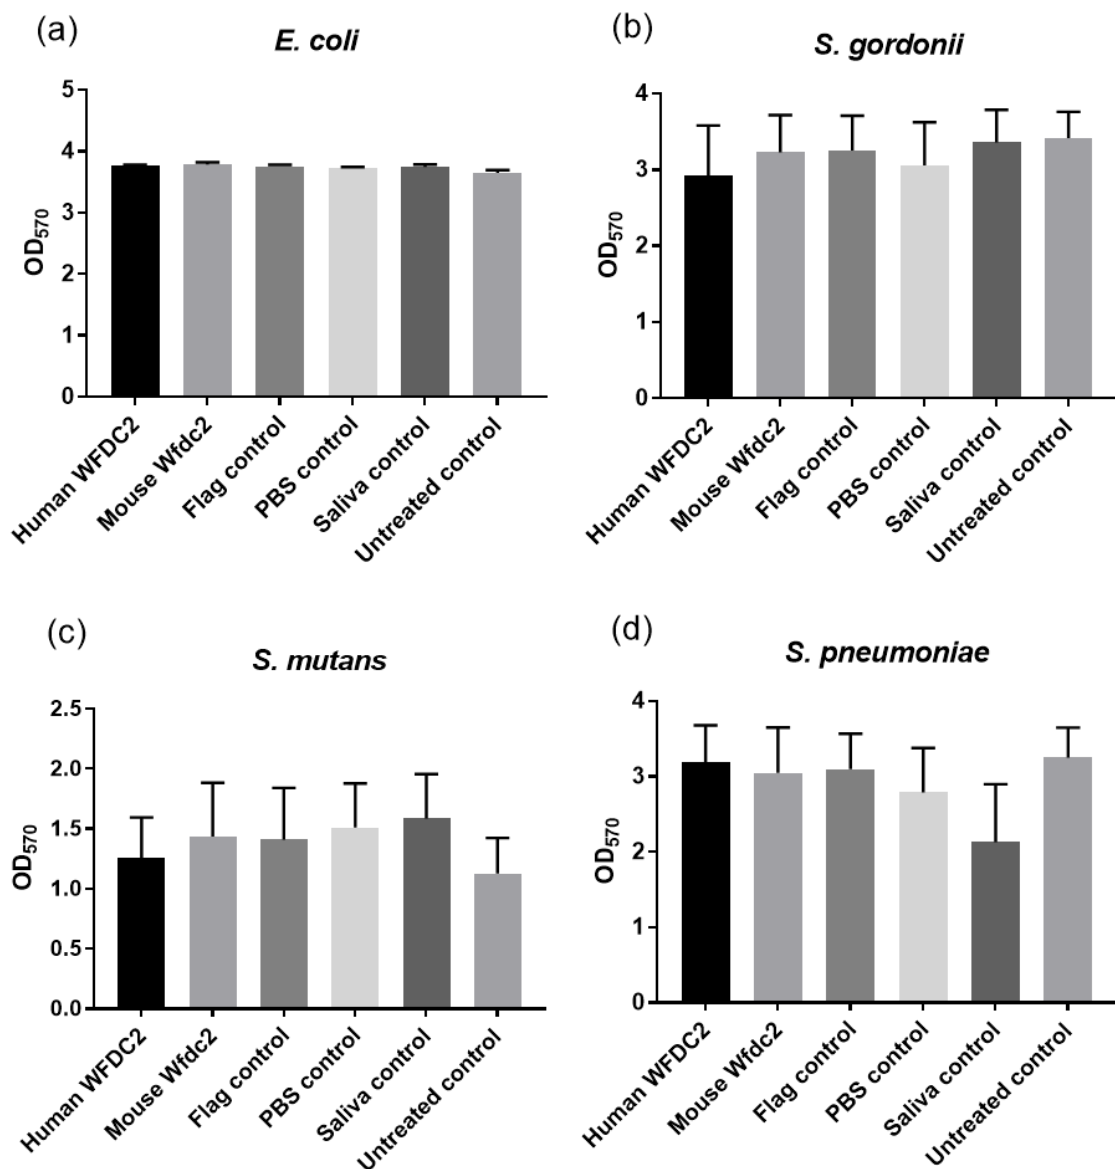 (a)
E. coli
5
4
3
2
1
0
OD570
Human WFDC2
Mouse Wfdc2
Flag control
PBS control
Saliva control
Untreated control
(b)
S. gordonii
4
3
2
1
0
OD570
Human WFDC2
Mouse Wfdc2
Flag control
PBS control
Saliva control
Untreated control
(c)
S. mutans
2.5
2.0
1.5
1.0
0.5
0.0
OD570
Human WFDC2
Mouse Wfdc2
Flag control
PBS control
Saliva control
Untreated control
(d)
S. pneumoniae
4
3
2
1
0
OD570
Human WFDC2
Mouse Wfdc2
Flag control
PBS control
Saliva control
Untreated control